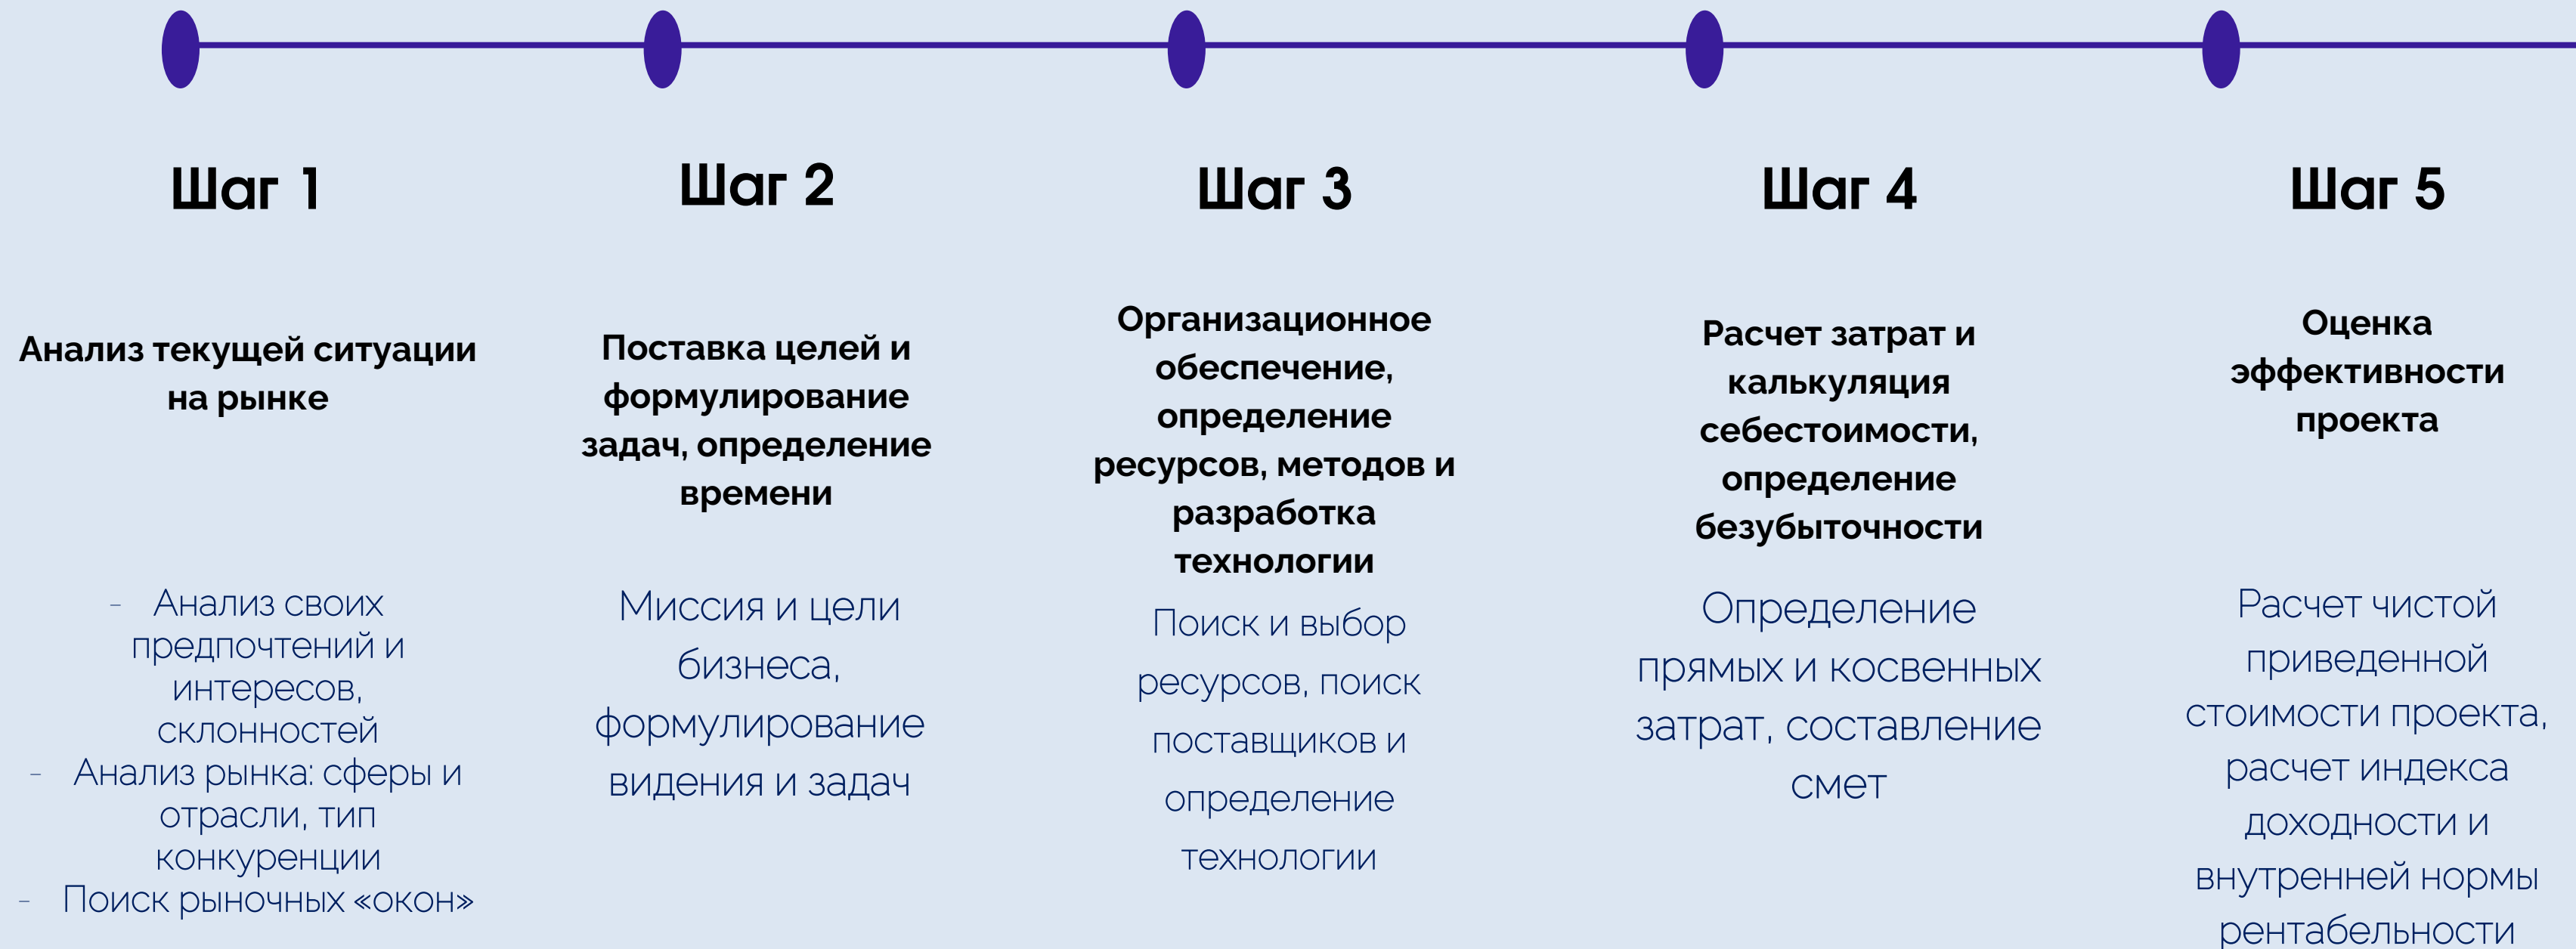 Шаг 1
Анализ текущей ситуации
на рынке
- Анализ своих
предпочтений и
интересов,
склонностей
- Анализ рынка: сферы и
отрасли, тип
конкуренции
- Поиск рыночных «окон»
Шаг 2
Поставка целей и
формулирование
задач, определение
времени
Миссия и цели
бизнеса,
формулирование
видения и задач
Шаг 3
Организационное
обеспечение,
определение
ресурсов, методов и
разработка
технологии
Поиск и выбор
ресурсов, поиск
поставщиков и
определение
технологии
Шаг 4
Расчет затрат и
калькуляция
себестоимости,
определение
безубыточности
Определение
прямых и косвенных
затрат, составление
смет
Шаг 5
Оценка
эффективности
проекта
Расчет чистой
приведенной
стоимости проекта,
расчет индекса
доходности и
внутренней нормы
рентабельности